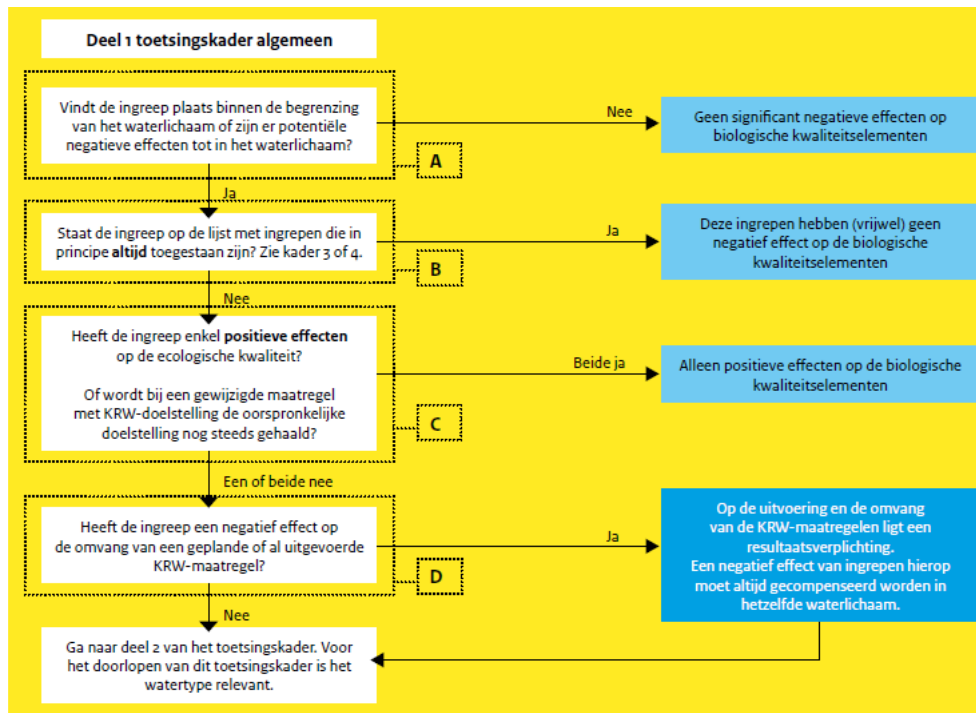 Deel 1 toetsingskader algemeen
Vindt de ingreep plaats binnen de begrenzing
van het waterlichaam of zijn er potentiële
negatieve effecten tot in het waterlichaam?
Nee
Geen significant negatieve effecten op
biologische kwaliteitselementen
A
Ja
Staat de ingreep op de lijst met ingrepen die in
principe altijd toegestaan zijn? Zie kader 3 of 4.
Ja
Deze ingrepen hebben (vrijwel) geen
negatief effect op de biologische
kwaliteitselementen
B
Nee
Heeft de ingreep enkel positieve effecten
op de ecologische kwaliteit?
Of wordt bij een gewijzigde maatregel
met KRW-doelstelling de oorspronkelijke
doelstelling nog steeds gehaald?
Beide ja
Alleen positieve effecten op de biologische
kwaliteitselementen
C
Een of beide nee
Heeft de ingreep een negatief effect op
de omvang van een geplande of al uitgevoerde
KRW-maatregel?
Ja
Op de uitvoering en de omvang
van de KRW-maatregelen ligt een
resultaatsverplichting.
Een negatief effect van ingrepen hierop
moet altijd gecompenseerd worden in
hetzelfde waterlichaam.
D
Nee
Ga naar deel 2 van het toetsingskader. Voor
het doorlopen van dit toetsingskader is het
watertype relevant.